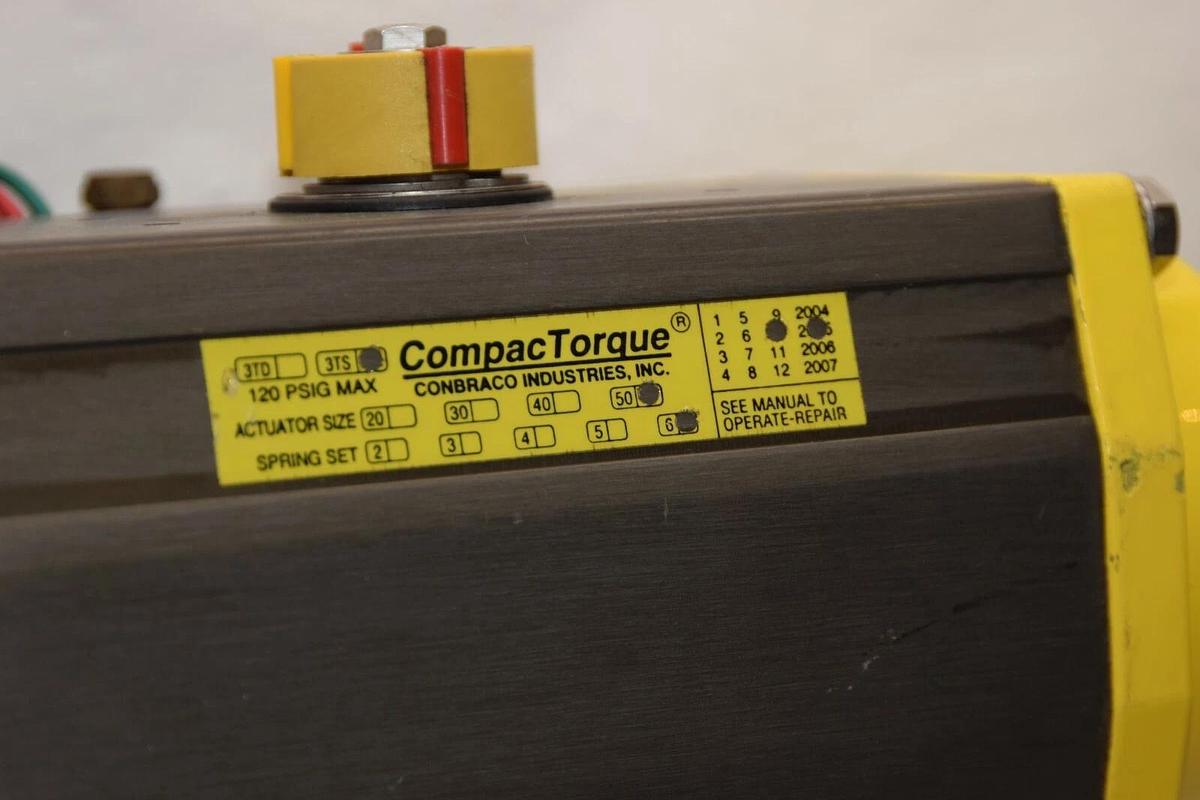 3TD 3TS CompacTorque®
120 PSIG MAX CONBRACO INDUSTRIES, INC.
ACTUATOR SIZE 20 30 40 50
SPRING SET 2 3 4 5 6
1 5 9 2004
2 6
3 7 11 2006
4 8 12 2007
SEE MANUAL TO
OPERATE-REPAIR